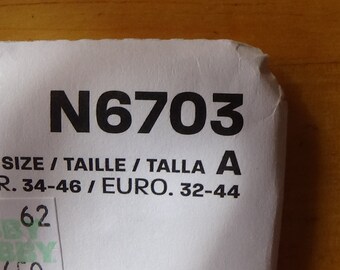 N6703
SIZE / TAILLE / TALLA A
R. 34-46 / EURO. 32-44
62